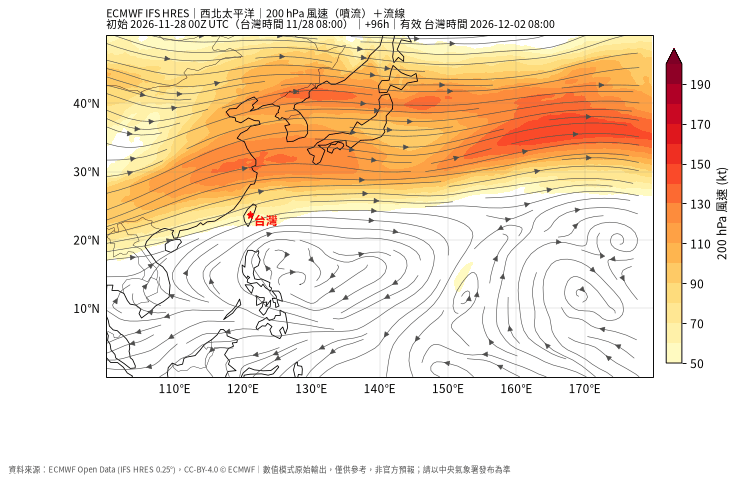 ECMWF IFS HRES｜西北太平洋｜200 hPa 風速（噴流）＋流線
初始 2026-11-28 00Z UTC（台灣時間 11/28 08:00）｜+96h｜有效 台灣時間 2026-12-02 08:00
40°N
30°N
20°N
10°N
110°E
120°E
130°E
140°E
150°E
160°E
170°E
台灣
190
170
150
130
110
90
70
50
200 hPa 風速 (kt)
資料來源：ECMWF Open Data (IFS HRES 0.25°)，CC-BY-4.0 © ECMWF｜數值模式原始輸出，僅供參考，非官方預報；請以中央氣象署發布為準